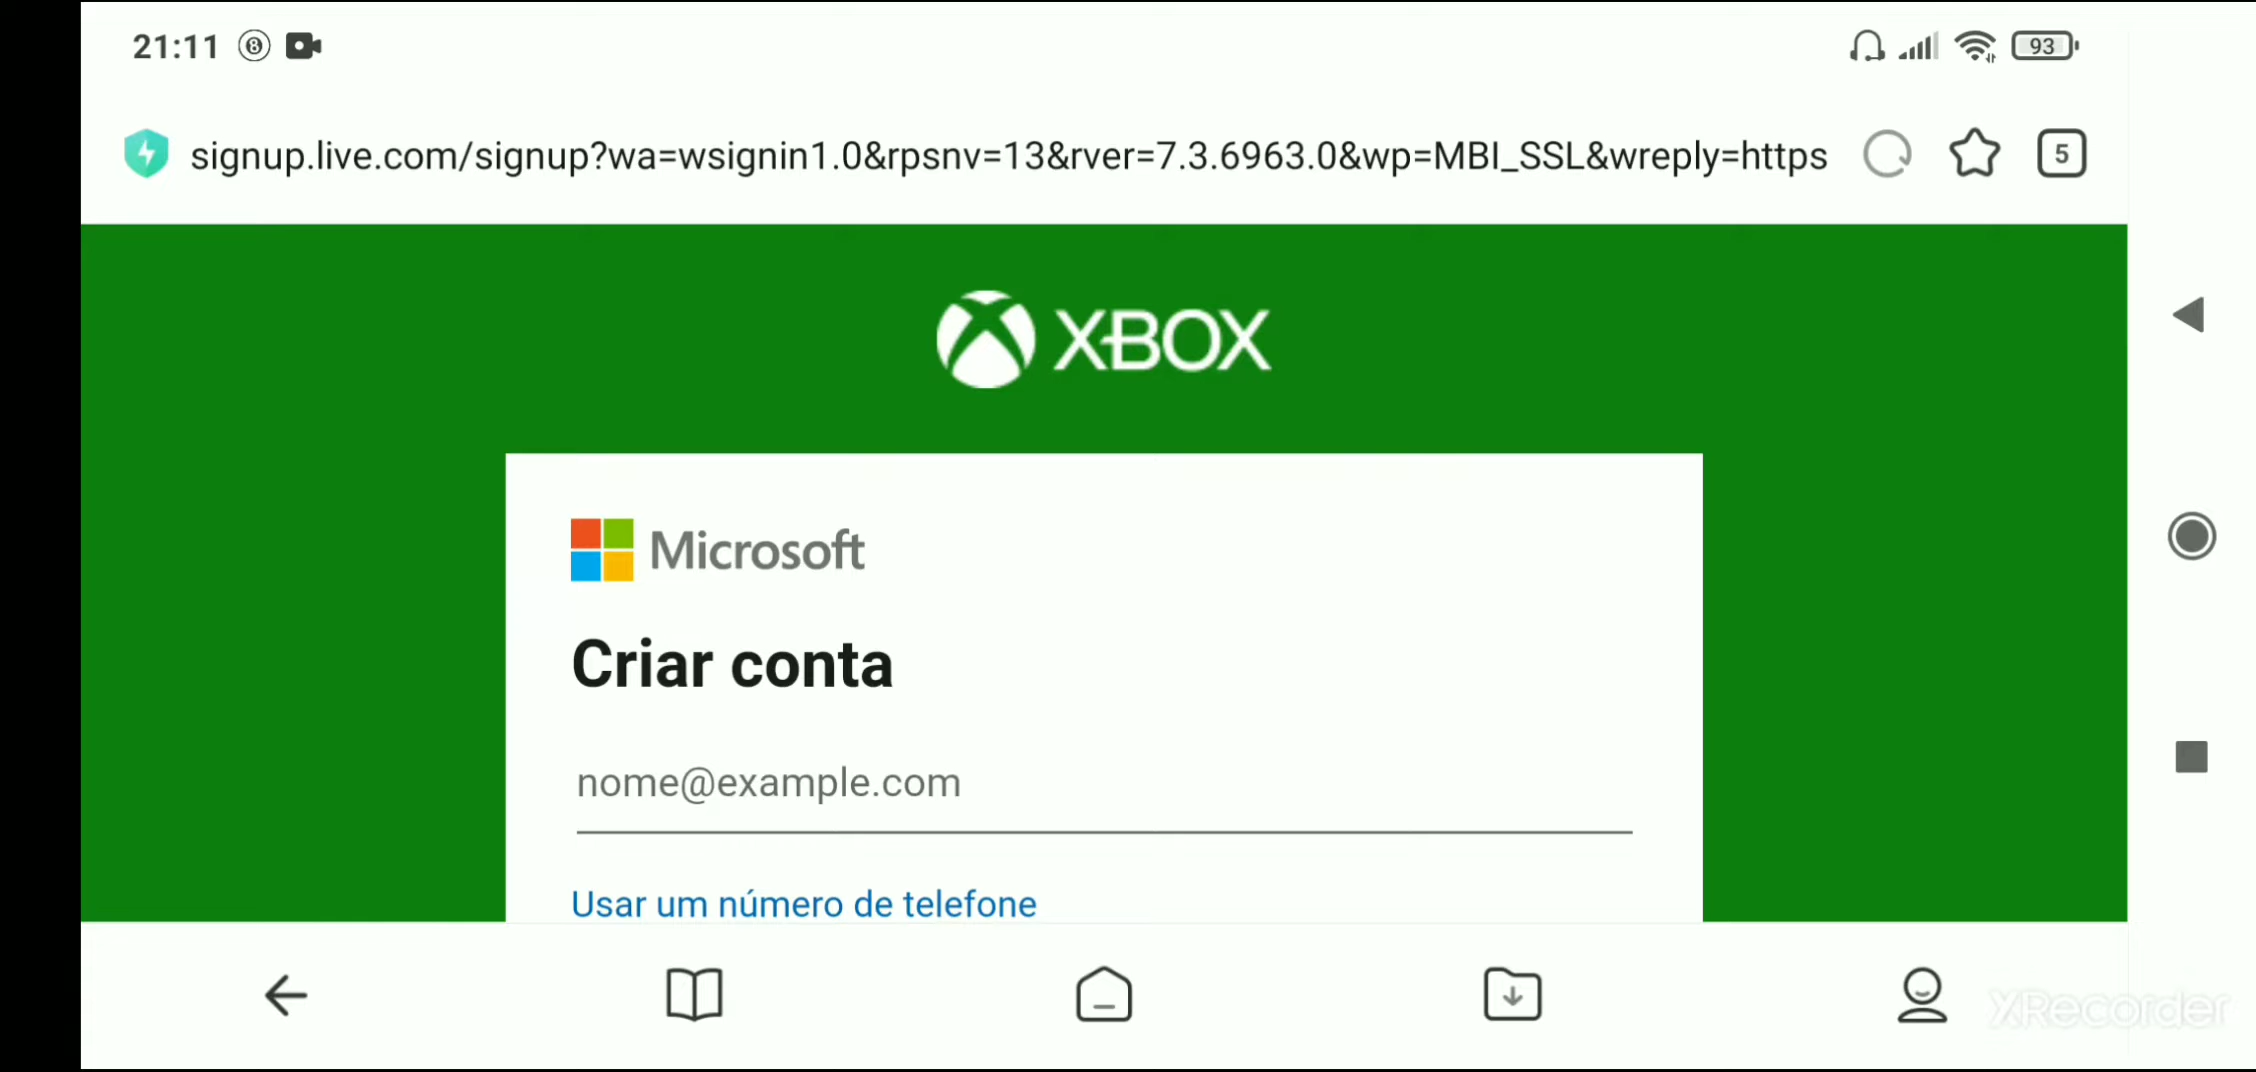 21:11 8 93
signup.live.com/signup?wa=wsignin1.0&rpsnv=13&rver=7.3.6963.0&wp=MBI_SSL&wreply=https 5
XBOX
Microsoft
Criar conta
nome@example.com
Usar um número de telefone
XRecorder